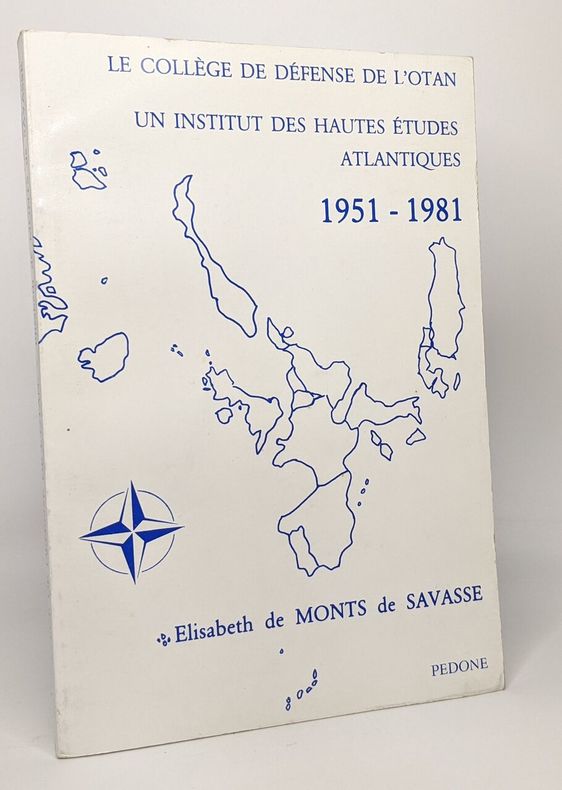 LE COLLÈGE DE DÉFENSE DE L'OTAN
UN INSTITUT DES HAUTES ÉTUDES
ATLANTIQUES
1951 - 1981
Elisabeth de MONTS de SAVASSE
PEDONE